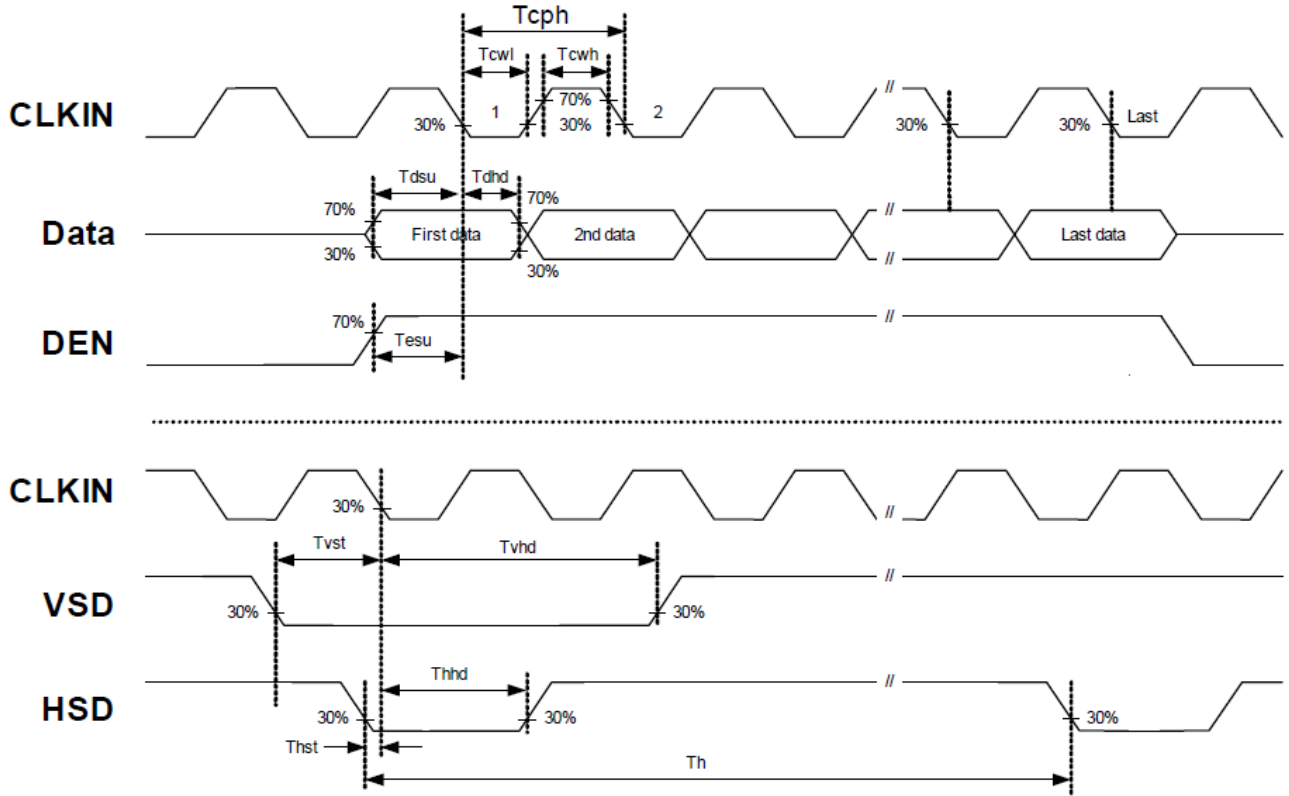 Tcph
Tcwl Tcwh
CLKIN 30% 1 70% 30% 2 // 30% 30% Last
Tdsu Tdhd
70% 70%
Data First data 2nd data // Last data
30% 30% //
70% //
DEN Tesu
CLKIN 30% //
Tvst Tvhd
//
VSD 30% 30%
Thhd //
HSD 30% 30% 30%
Thst
Th